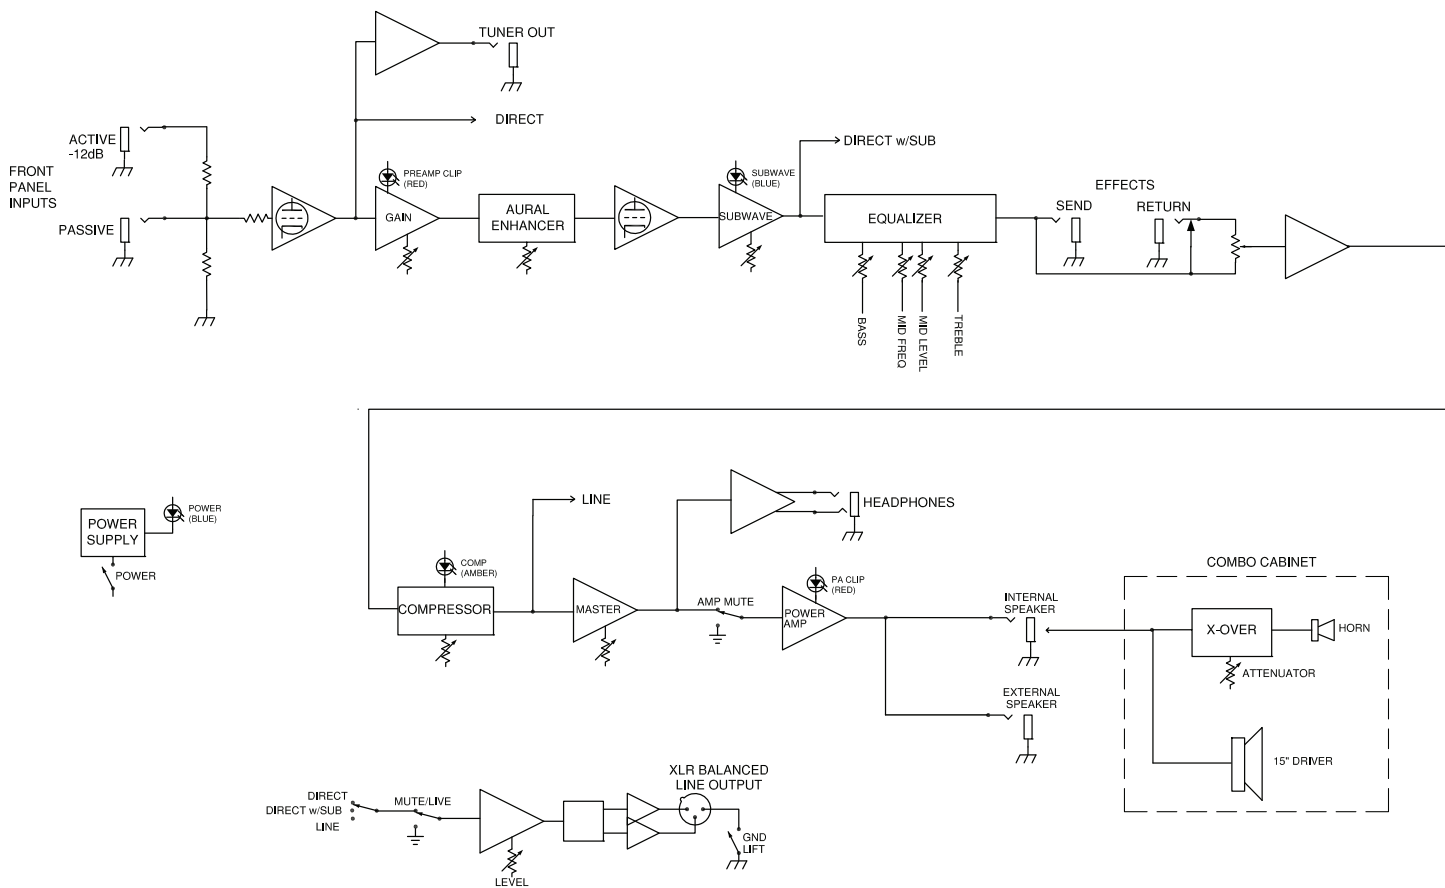 TUNER OUT
DIRECT
ACTIVE
-12dB
FRONT
PANEL
INPUTS
PASSIVE
PREAMP CLIP
(RED)
GAIN
AURAL
ENHANCER
SUBWAVE
(BLUE)
SUBWAVE
DIRECT w/SUB
EQUALIZER
BASS
MID FREQ
MID LEVEL
TREBLE
EFFECTS
SEND
RETURN
POWER
SUPPLY
POWER
(BLUE)
POWER
LINE
COMP
(AMBER)
COMPRESSOR
MASTER
HEADPHONES
AMP MUTE
PA CLIP
(RED)
POWER
AMP
INTERNAL
SPEAKER
EXTERNAL
SPEAKER
COMBO CABINET
X-OVER
HORN
ATTENUATOR
15" DRIVER
DIRECT
DIRECT w/SUB
LINE
MUTE/LIVE
LEVEL
XLR BALANCED
LINE OUTPUT
GND
LIFT